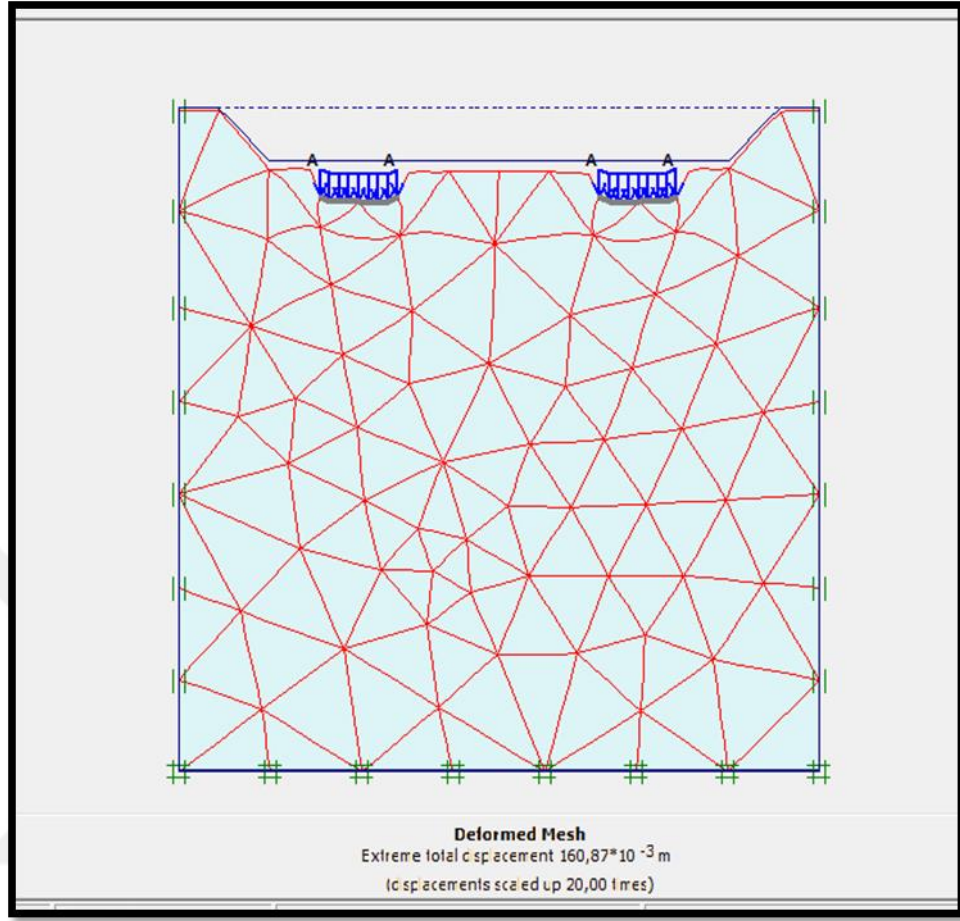 A A A A
Deformed Mesh
Extreme total displacement 160,87*10 -3 m
(displacements scaled up 20,00 times)